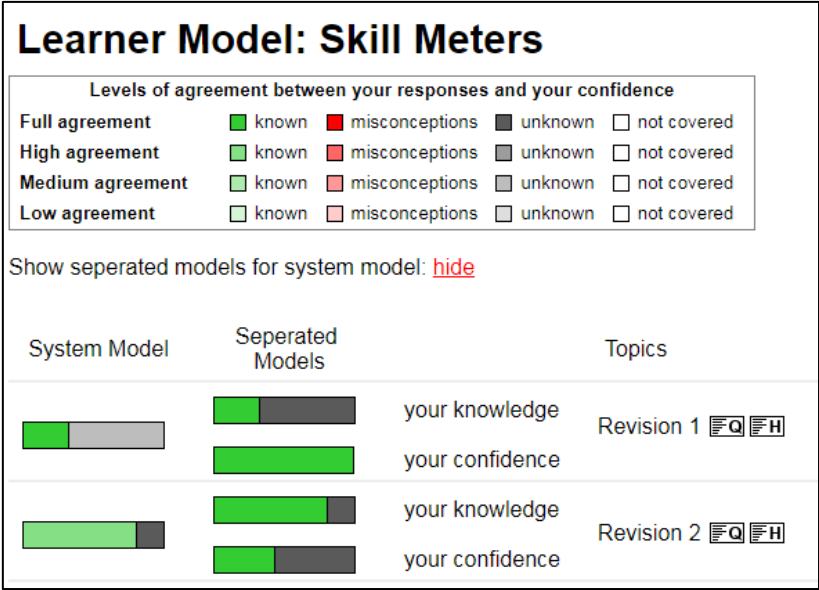 Learner Model: Skill Meters
Levels of agreement between your responses and your confidence
Full agreement known misconceptions unknown not covered
High agreement known misconceptions unknown not covered
Medium agreement known misconceptions unknown not covered
Low agreement known misconceptions unknown not covered
Show seperated models for system model: hide
System Model Seperated Models Topics
your knowledge
Revision 1 Q H
your confidence
your knowledge
Revision 2 Q H
your confidence